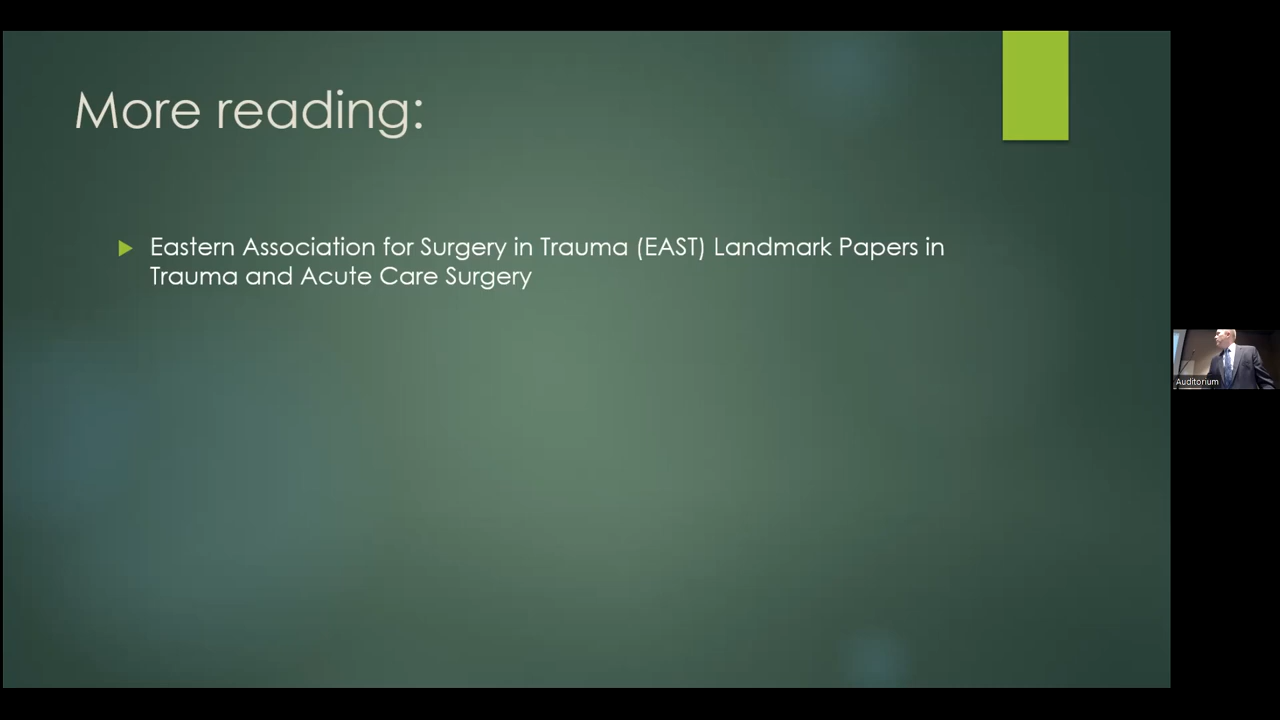 More reading:
Eastern Association for Surgery in Trauma (EAST) Landmark Papers in
Trauma and Acute Care Surgery
Auditorium